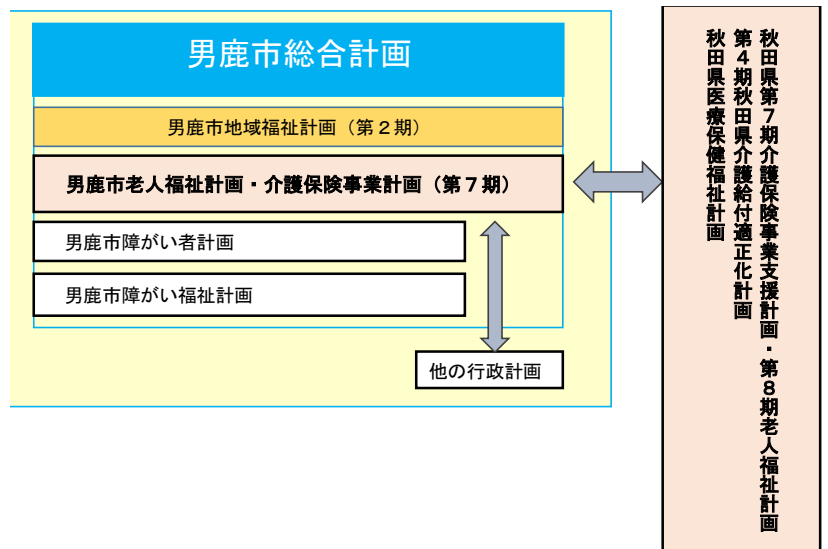 男鹿市総合計画
男鹿市地域福祉計画（第２期）
男鹿市老人福祉計画・介護保険事業計画（第７期）
男鹿市障がい者計画
男鹿市障がい福祉計画
他の行政計画
秋田県第７期介護保険事業支援計画・第８期老人福祉計画
第４期秋田県介護給付適正化計画
秋田県医療保健福祉計画